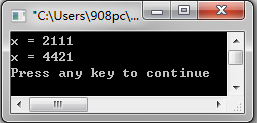 "C:\Users\908pc\...
x = 2111
x = 4421
Press any key to continue